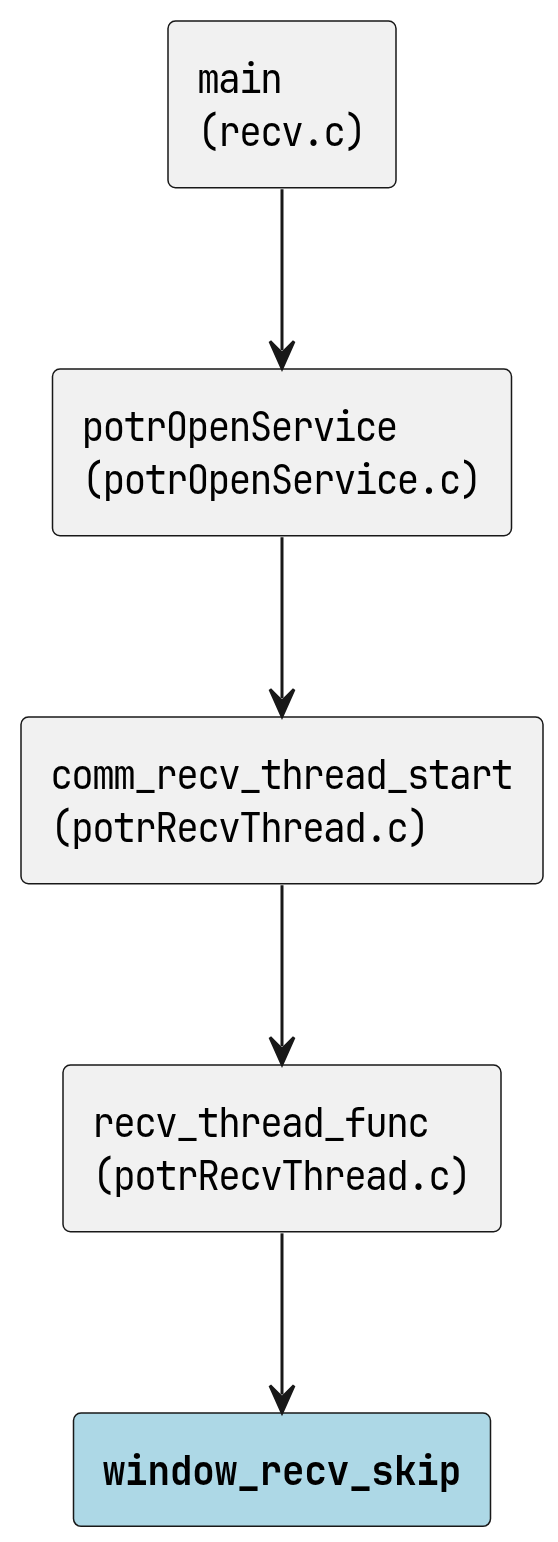 main
(recv.c)
potrOpenService
(potrOpenService.c)
comm_recv_thread_start
(potrRecvThread.c)
recv_thread_func
(potrRecvThread.c)
window_recv_skip